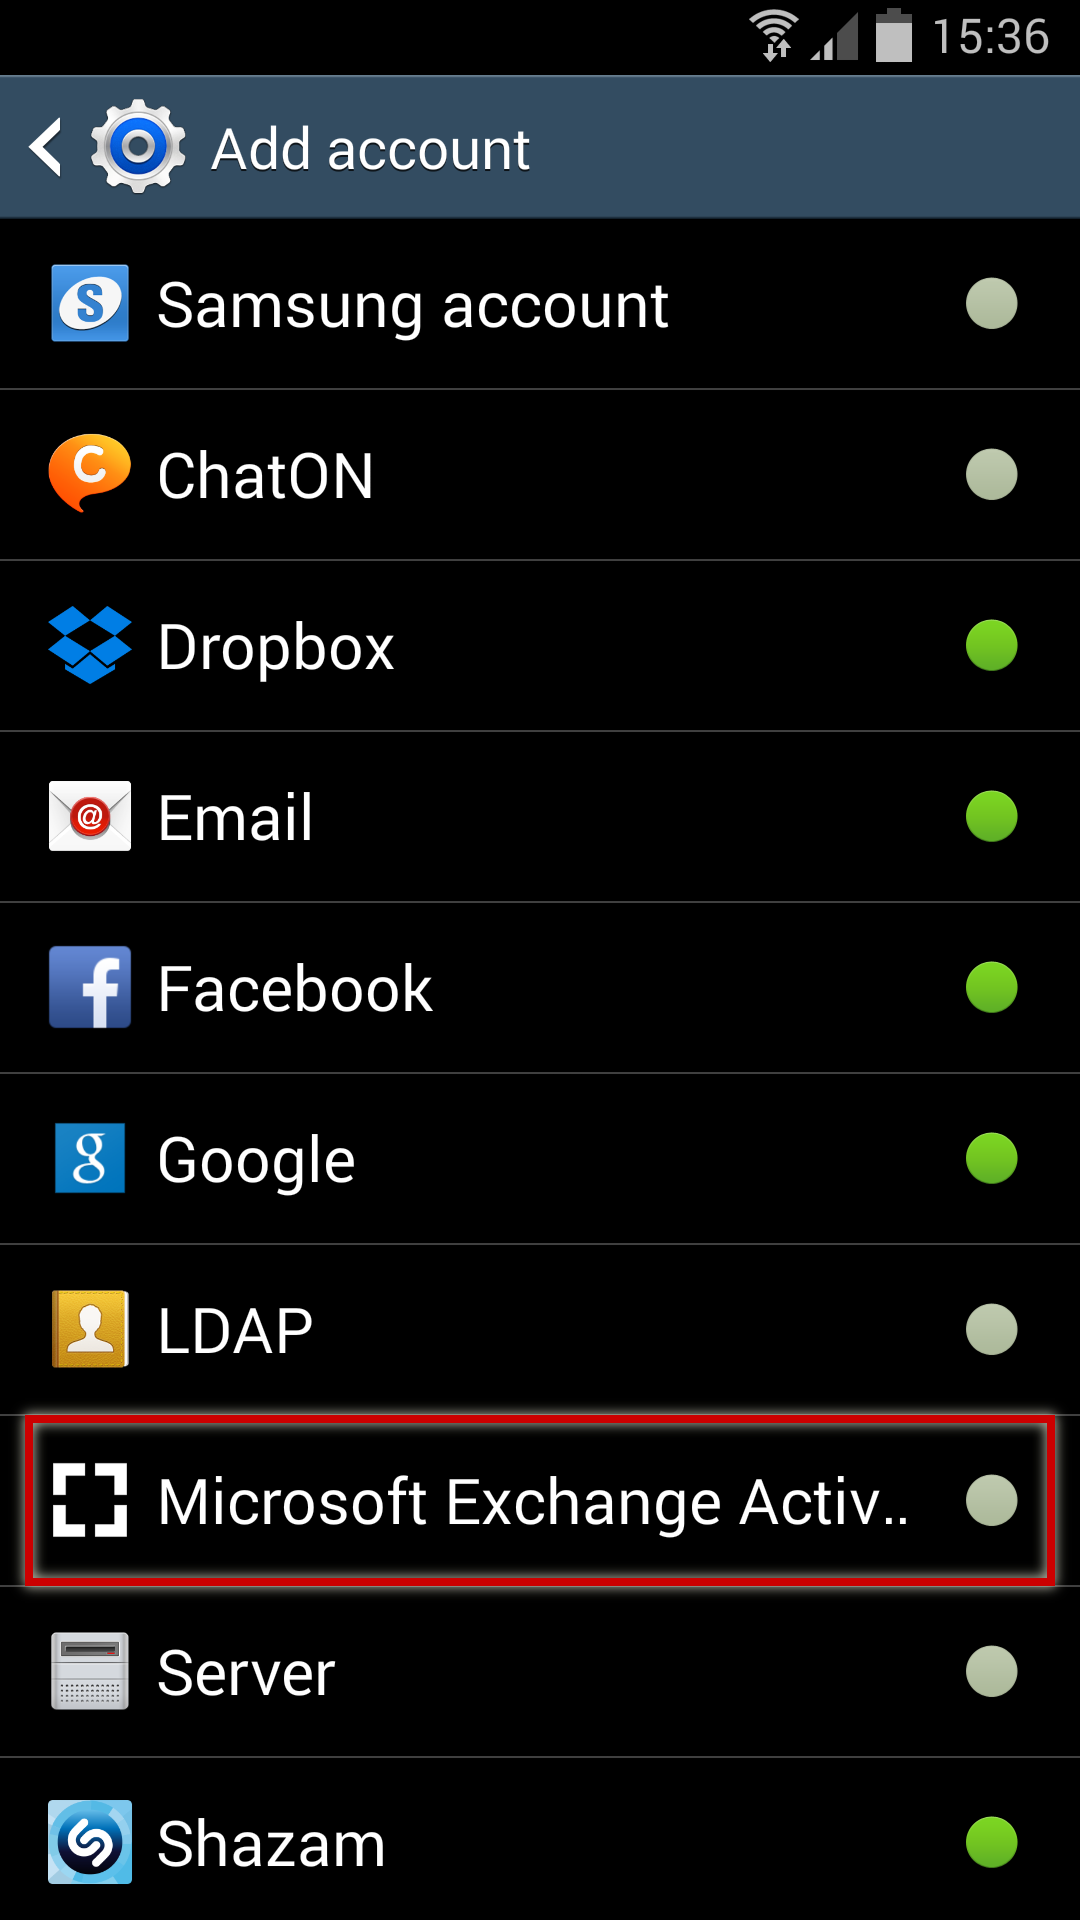 15:36
Add account
Samsung account
ChatON
Dropbox
Email
Facebook
Google
LDAP
Microsoft Exchange Activ..
Server
Shazam